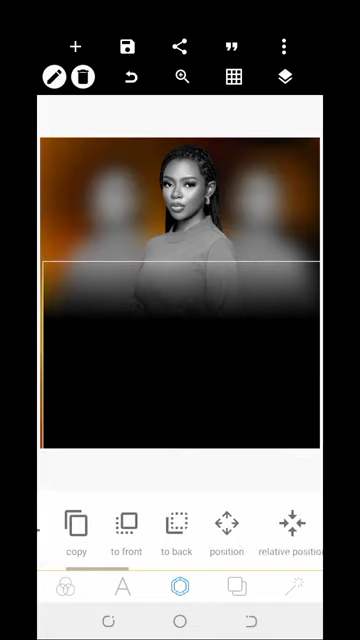 copy
to front
to back
position
relative position